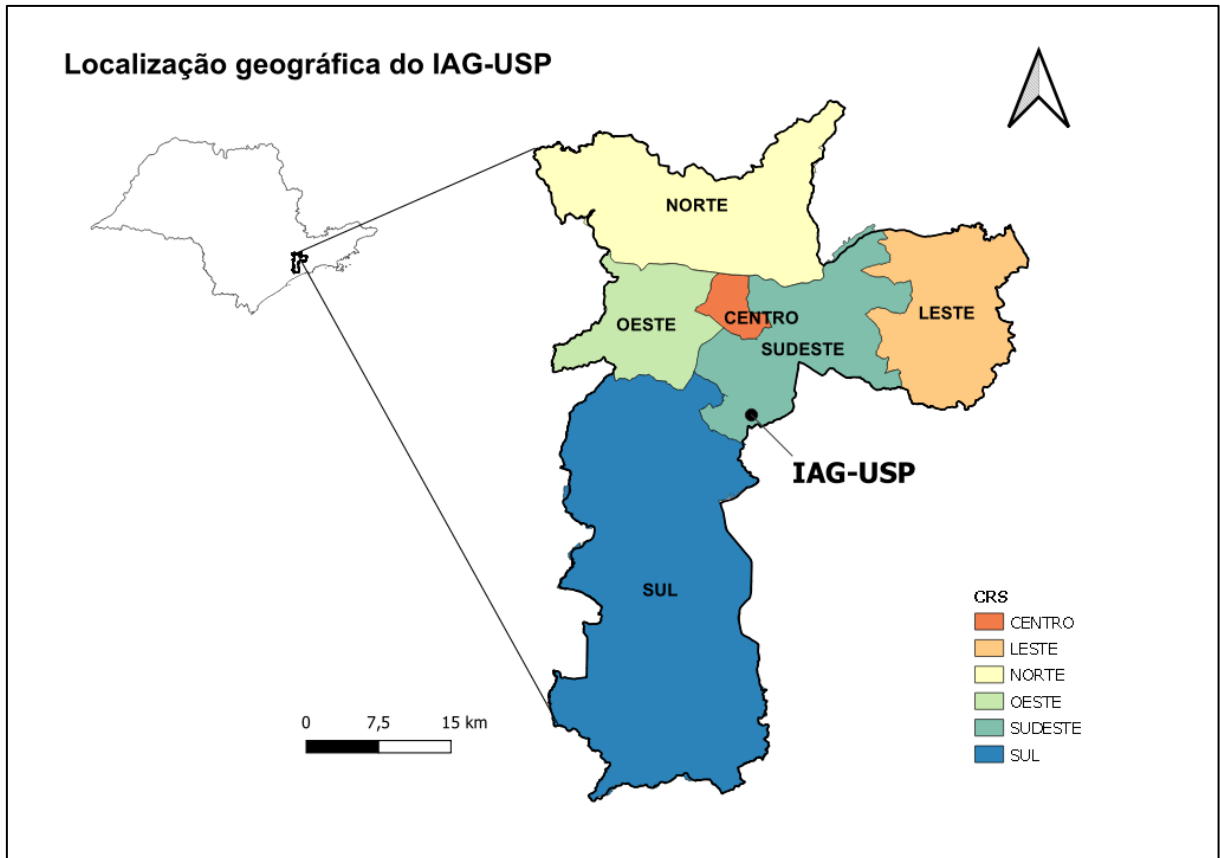 Localização geográfica do IAG-USP
NORTE
LESTE
CENTRO
OESTE
SUDESTE
IAG-USP
SUL
CRS
CENTRO
LESTE
NORTE
OESTE
SUDESTE
SUL
0 7,5 15 km